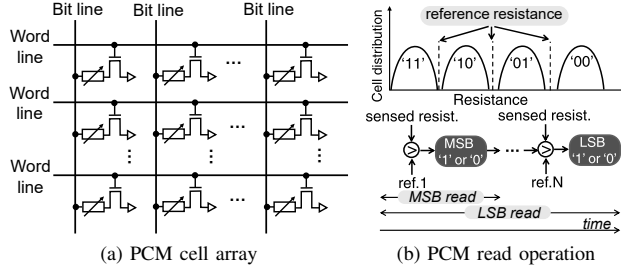 Bit line Bit line Bit line
Word
line
Word
line
Word
line
...
...
...
(a) PCM cell array
reference resistance
Cell distribution
'11' '10' '01' '00'
Resistance
sensed resist. sensed resist.
> MSB '1' or '0' ... > LSB '1' or '0'
ref.1 ref.N
MSB read
LSB read
time
(b) PCM read operation